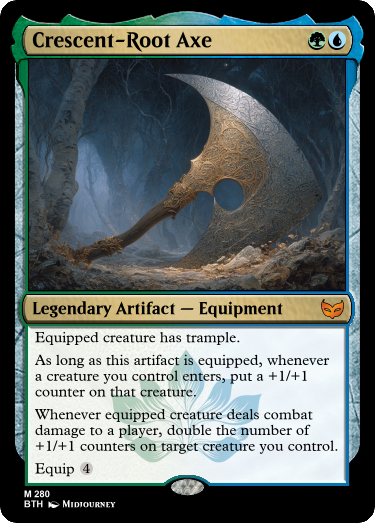 Crescent-Root Axe
Legendary Artifact — Equipment
Equipped creature has trample.
As long as this artifact is equipped, whenever
a creature you control enters, put a +1/+1
counter on that creature.
Whenever equipped creature deals combat
damage to a player, double the number of
+1/+1 counters on target creature you control.
Equip 4
M 280
BTH Midjourney